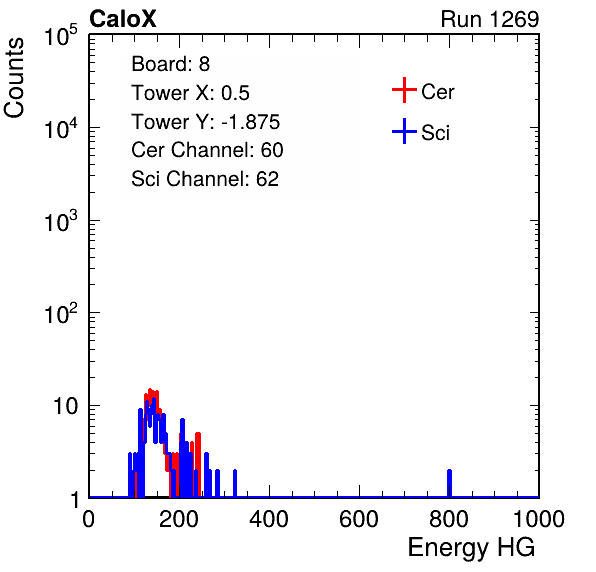 CaloX Run 1269
Counts
10^5
10^4
10^3
10^2
10
1
Board: 8
Tower X: 0.5
Tower Y: -1.875
Cer Channel: 60
Sci Channel: 62
Cer
Sci
0 200 400 600 800 1000
Energy HG